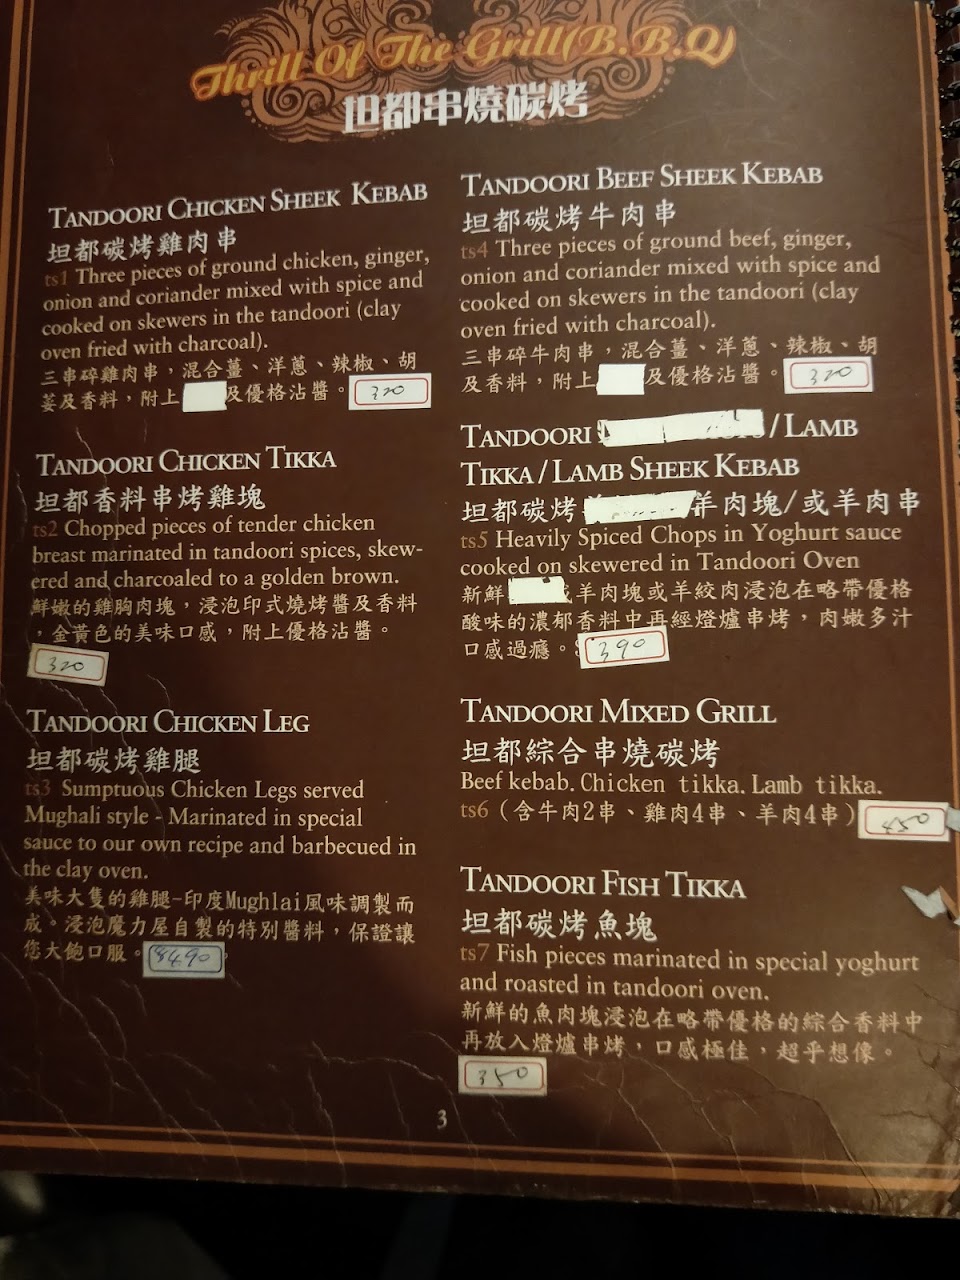 Thrill Of The Grill(B.B.Q)
坦都串燒碳烤
TANDOORI CHICKEN SHEEK KEBAB
坦都碳烤雞肉串
ts1 Three pieces of ground chicken, ginger,
onion and coriander mixed with spice and
cooked on skewers in the tandoori (clay
oven fried with charcoal).
三串碎雞肉串，混合薑、洋蔥、辣椒、胡
荽及香料，附上 及優格沾醬。 320
TANDOORI CHICKEN TIKKA
坦都香料串烤雞塊
ts2 Chopped pieces of tender chicken
breast marinated in tandoori spices, skew-
ered and charcoaled to a golden brown.
鮮嫩的雞胸肉塊，浸泡印式燒烤醬及香料
，金黃色的美味口感，附上優格沾醬。
320
TANDOORI CHICKEN LEG
坦都碳烤雞腿
ts3 Sumptuous Chicken Legs served
Mughali style - Marinated in special
sauce to our own recipe and barbecued in
the clay oven.
美味大隻的雞腿-印度Mughlai風味調製而
成。浸泡魔力屋自製的特別醬料，保證讓
您大飽口服。 $490
TANDOORI BEEF SHEEK KEBAB
坦都碳烤牛肉串
ts4 Three pieces of ground beef, ginger,
onion and coriander mixed with spice and
cooked on skewers in the tandoori (clay
oven fried with charcoal).
三串碎牛肉串，混合薑、洋蔥、辣椒、胡
及香料，附上 及優格沾醬。 320
TANDOORI / LAMB
TIKKA / LAMB SHEEK KEBAB
坦都碳烤 羊肉塊/或羊肉串
ts5 Heavily Spiced Chops in Yoghurt sauce
cooked on skewered in Tandoori Oven
新鮮 羊肉塊或羊絞肉浸泡在略帶優格
酸味的濃郁香料中再經燈爐串烤，肉嫩多汁
口感過癮。 390
TANDOORI MIXED GRILL
坦都綜合串燒碳烤
Beef kebab. Chicken tikka. Lamb tikka.
ts6（含牛肉2串、雞肉4串、羊肉4串） 450
TANDOORI FISH TIKKA
坦都碳烤魚塊
ts7 Fish pieces marinated in special yoghurt
and roasted in tandoori oven.
新鮮的魚肉塊浸泡在略帶優格的綜合香料中
再放入燈爐串烤，口感極佳，超乎想像。
350
3